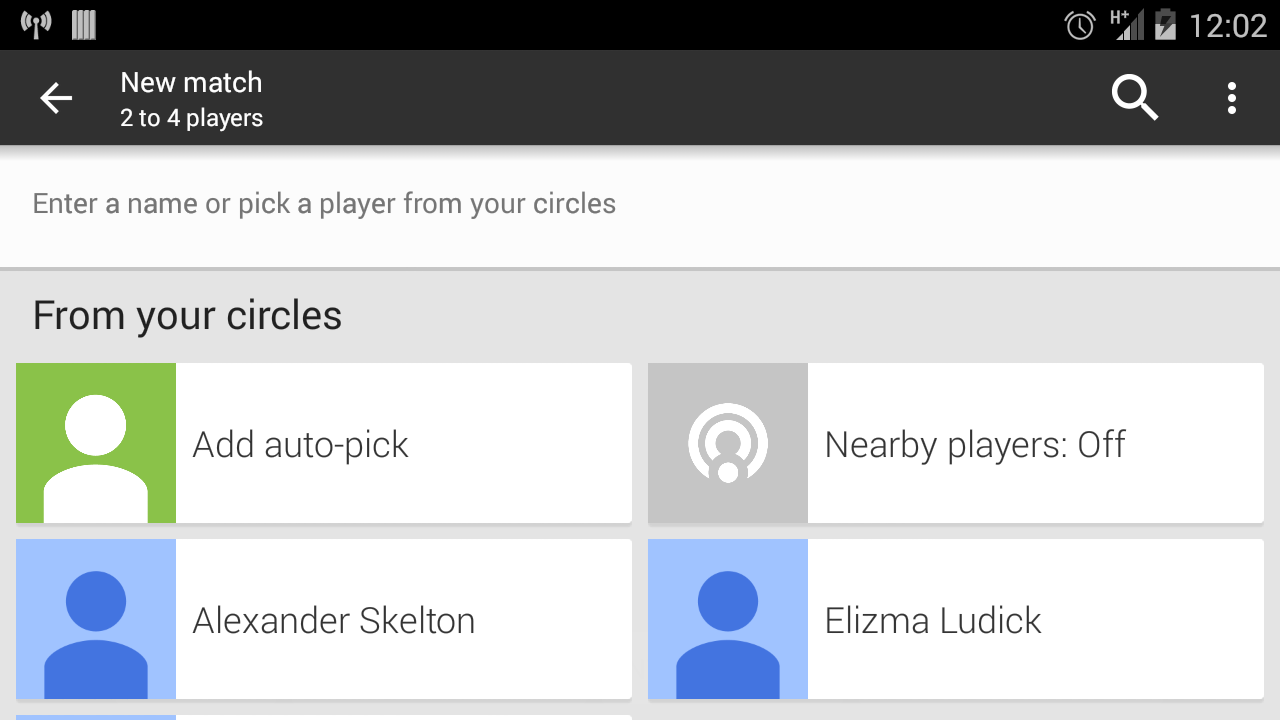 H+ 12:02
New match
2 to 4 players
Enter a name or pick a player from your circles
From your circles
Add auto-pick
Nearby players: Off
Alexander Skelton
Elizma Ludick